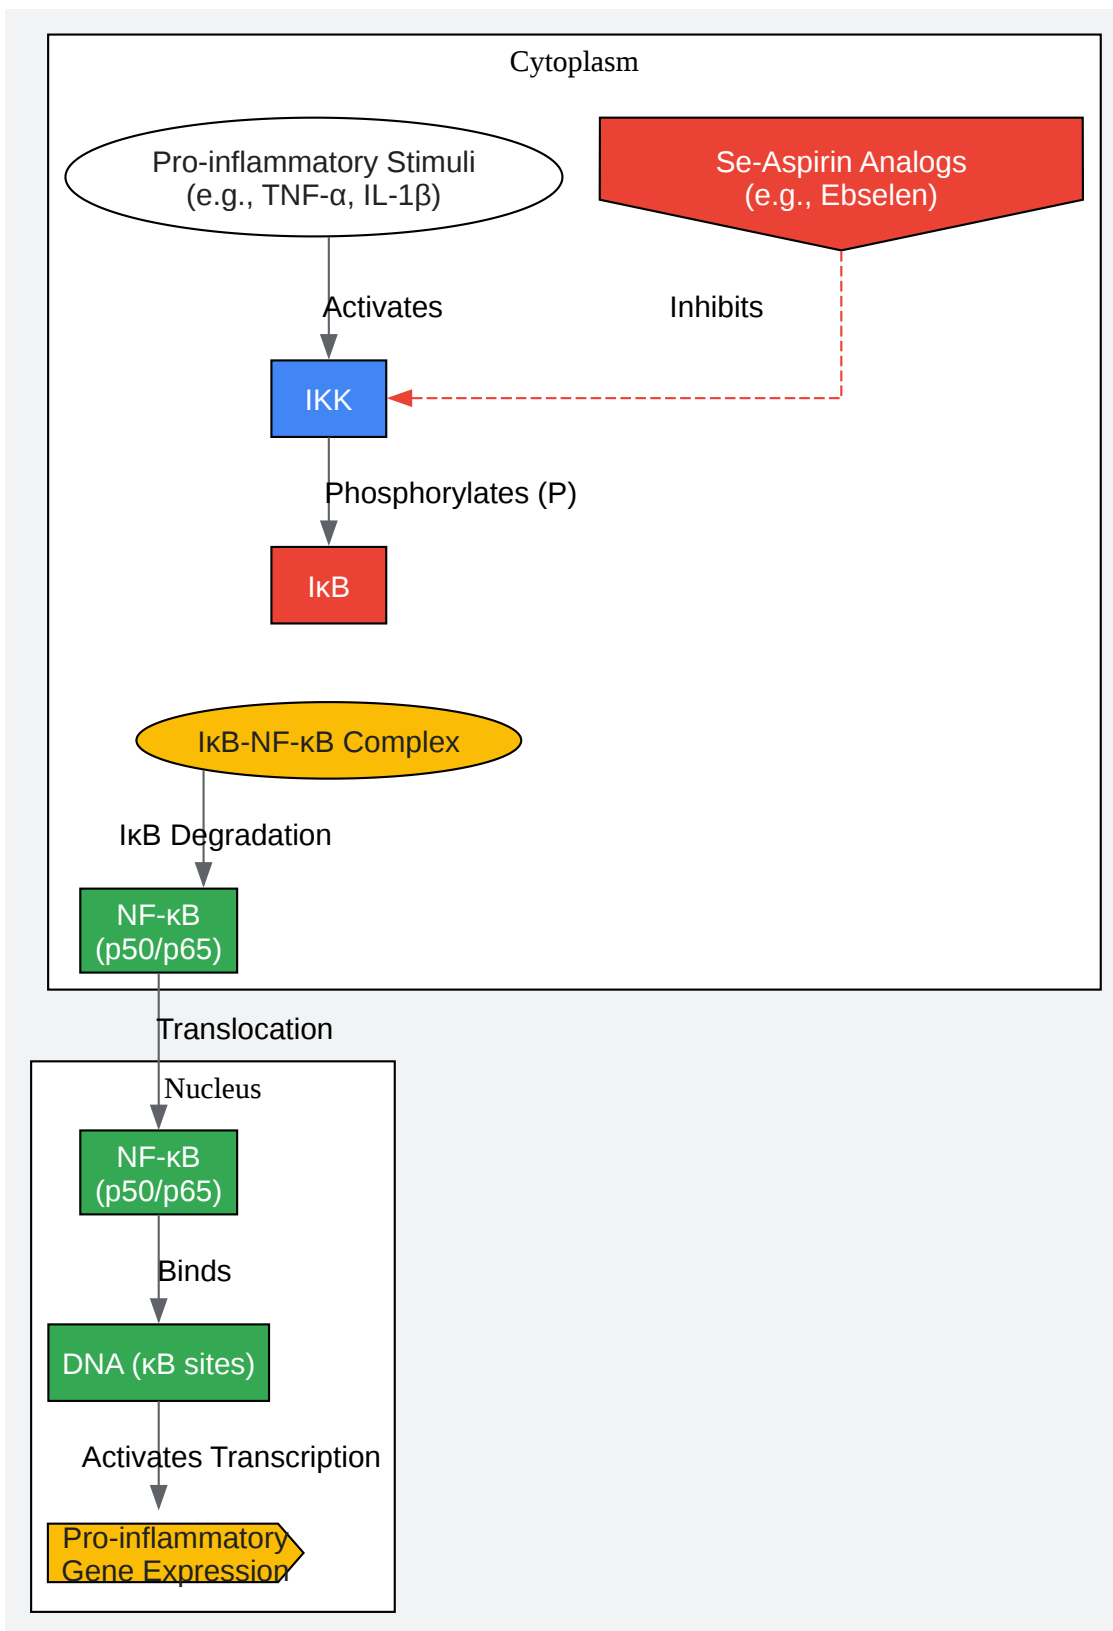 Cytoplasm
Pro-inflammatory Stimuli
(e.g., TNF-α, IL-1β)
Se-Aspirin Analogs
(e.g., Ebselen)
Activates
Inhibits
IKK
Phosphorylates (P)
IκB
IκB-NF-κB Complex
IκB Degradation
NF-κB
(p50/p65)
Translocation
Nucleus
NF-κB
(p50/p65)
Binds
DNA (κB sites)
Activates Transcription
Pro-inflammatory
Gene Expression